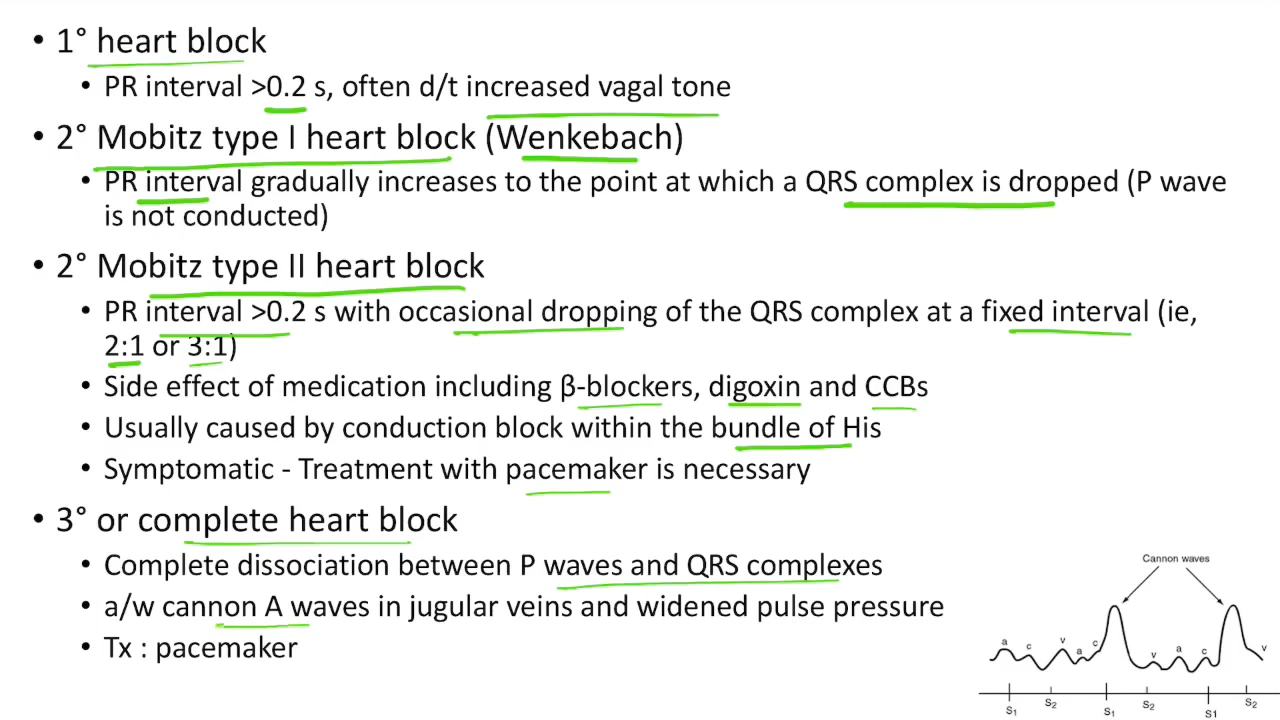 • 1° heart block
• PR interval >0.2 s, often d/t increased vagal tone
• 2° Mobitz type I heart block (Wenkebach)
• PR interval gradually increases to the point at which a QRS complex is dropped (P wave
is not conducted)
• 2° Mobitz type II heart block
• PR interval >0.2 s with occasional dropping of the QRS complex at a fixed interval (ie,
2:1 or 3:1)
• Side effect of medication including β-blockers, digoxin and CCBs
• Usually caused by conduction block within the bundle of His
• Symptomatic - Treatment with pacemaker is necessary
• 3° or complete heart block
• Complete dissociation between P waves and QRS complexes
• a/w cannon A waves in jugular veins and widened pulse pressure
• Tx : pacemaker
Cannon waves
a c v a c v a c v
S1 S2 S1 S2 S1 S2